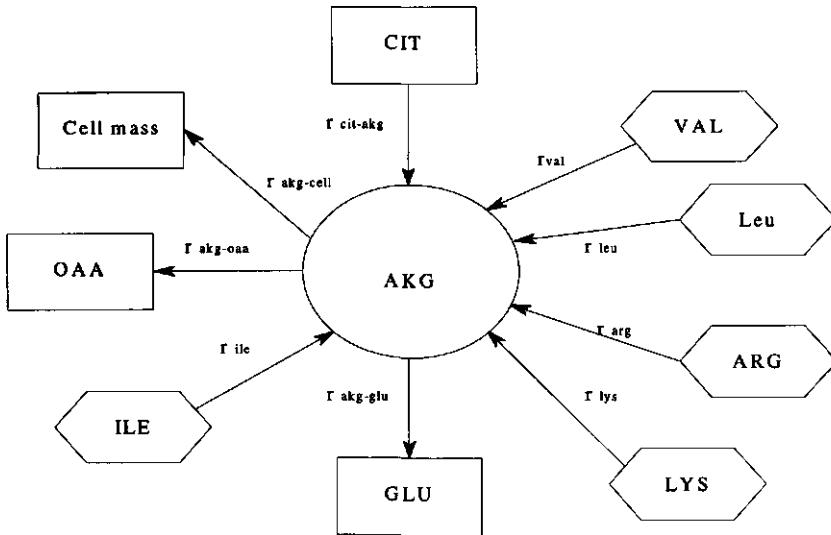 CIT
r cit-akg
Cell mass
VAL
r val
r akg-cell
Leu
r leu
r akg-oaa
OAA
AKG
r ile
r arg
ARG
r akg-glu
r lys
ILE
GLU
LYS